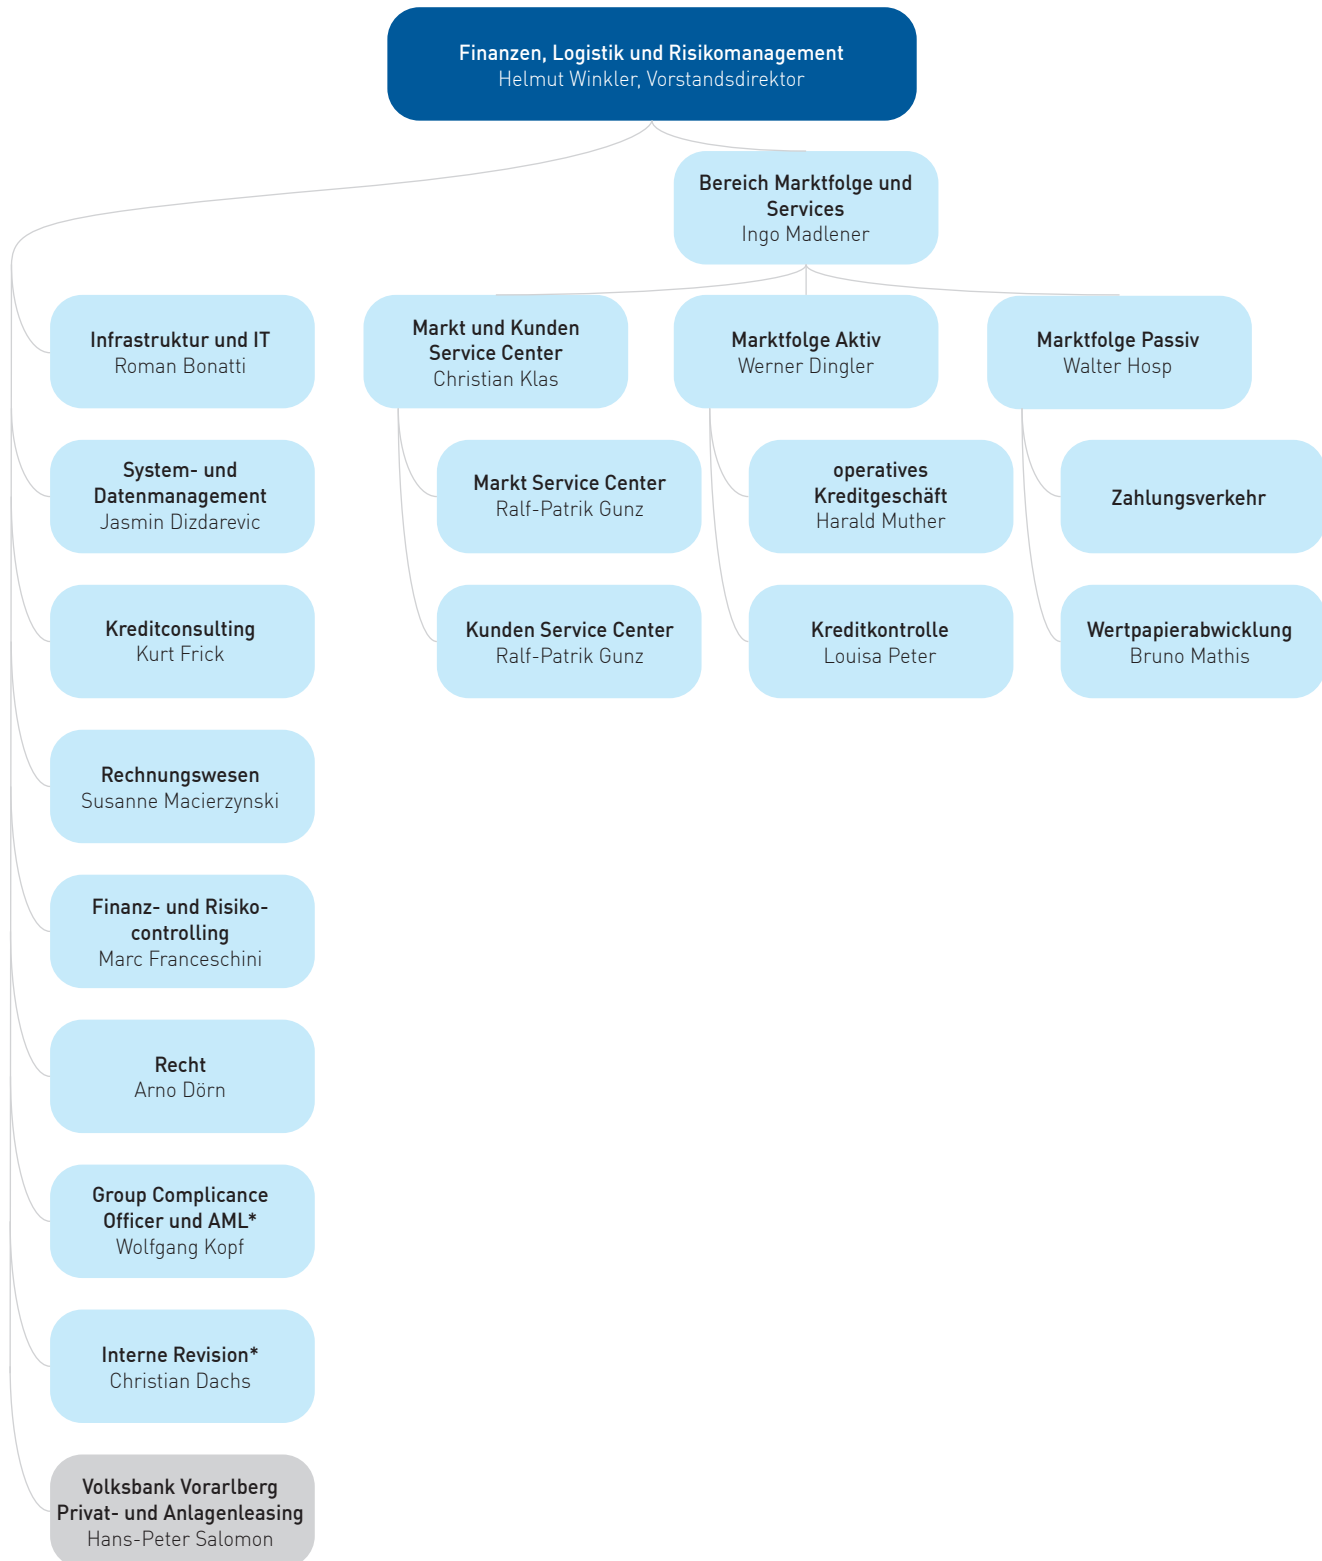 Finanzen, Logistik und Risikomanagement
Helmut Winkler, Vorstandsdirektor
Bereich Marktfolge und
Services
Ingo Madlener
Infrastruktur und IT
Roman Bonatti
Markt und Kunden
Service Center
Christian Klas
Marktfolge Aktiv
Werner Dingler
Marktfolge Passiv
Walter Hosp
System- und
Datenmanagement
Jasmin Dizdarevic
Markt Service Center
Ralf-Patrik Gunz
operatives
Kreditgeschäft
Harald Muther
Zahlungsverkehr
Kreditconsulting
Kurt Frick
Kunden Service Center
Ralf-Patrik Gunz
Kreditkontrolle
Louisa Peter
Wertpapierabwicklung
Bruno Mathis
Rechnungswesen
Susanne Macierzynski
Finanz- und Risiko-
controlling
Marc Franceschini
Recht
Arno Dörn
Group Complicance
Officer und AML*
Wolfgang Kopf
Interne Revision*
Christian Dachs
Volksbank Vorarlberg
Privat- und Anlagenleasing
Hans-Peter Salomon